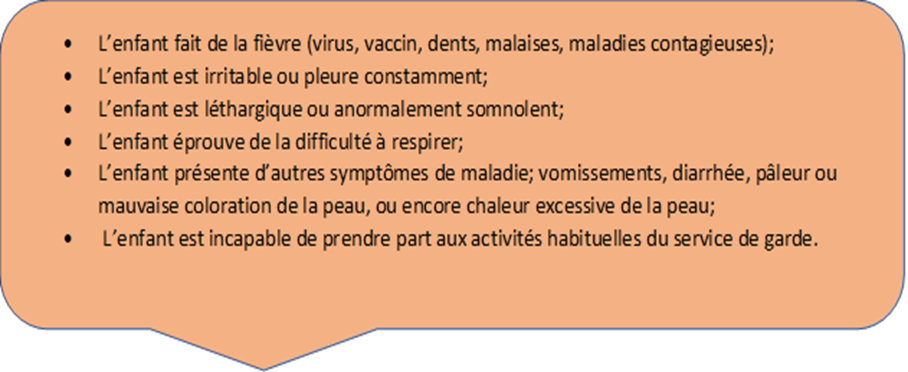 • L'enfant fait de la fièvre (virus, vaccin, dents, malaises, maladies contagieuses);
• L'enfant est irritable ou pleure constamment;
• L'enfant est léthargique ou anormalement somnolent;
• L'enfant éprouve de la difficulté à respirer;
• L'enfant présente d'autres symptômes de maladie; vomissements, diarrhée, pâleur ou
mauvaise coloration de la peau, ou encore chaleur excessive de la peau;
• L'enfant est incapable de prendre part aux activités habituelles du service de garde.